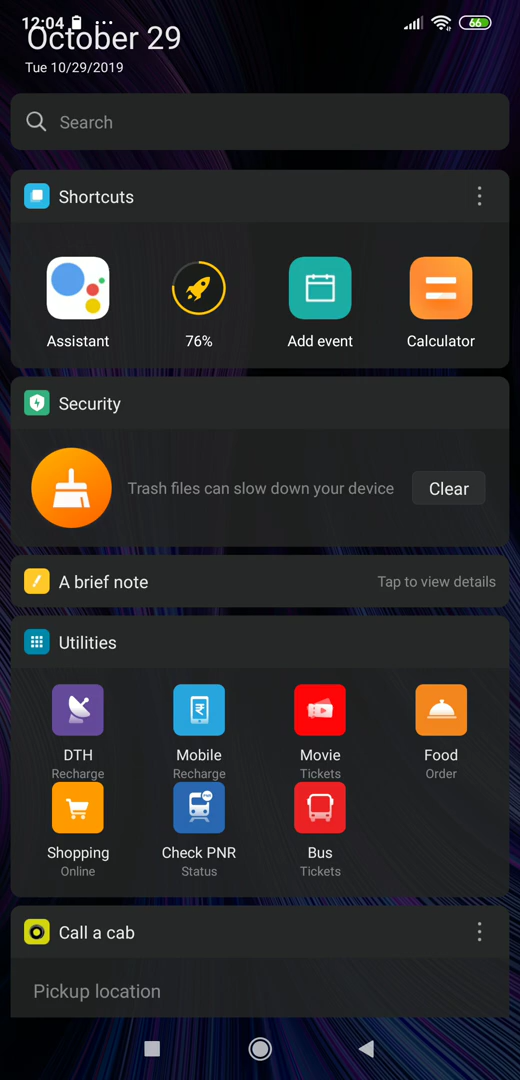 12:04 ... 66
October 29
Tue 10/29/2019
Search
Shortcuts
Assistant 76% Add event Calculator
Security
Trash files can slow down your device Clear
A brief note Tap to view details
Utilities
DTH Mobile Movie Food
Recharge Recharge Tickets Order
Shopping Check PNR Bus
Online Status Tickets
Call a cab
Pickup location